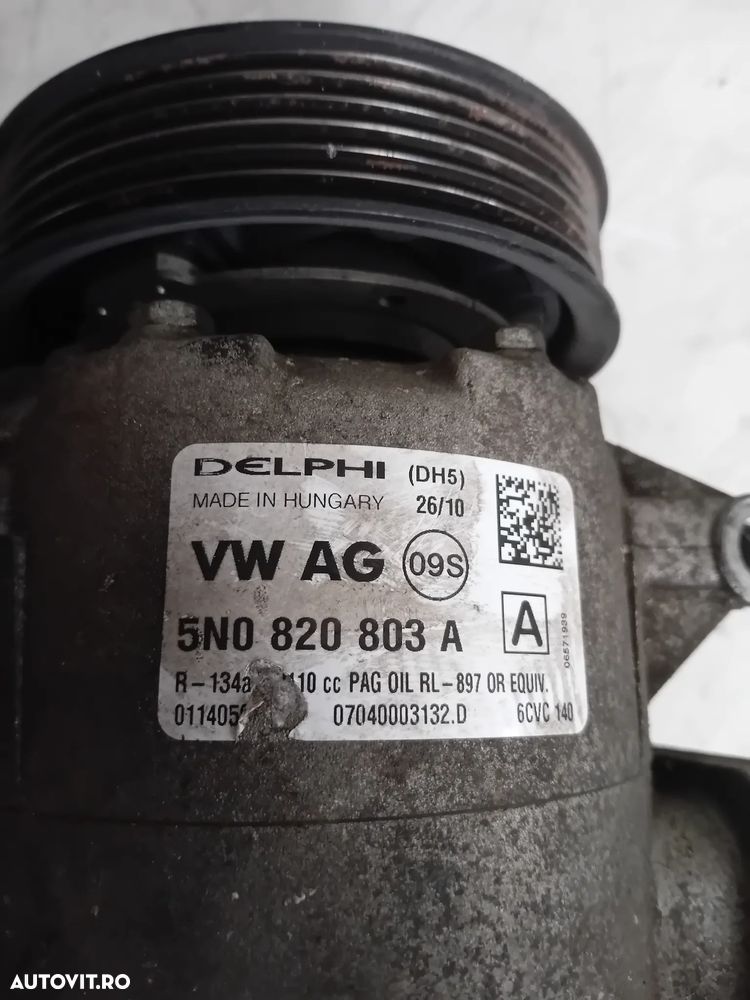 DELPHI (DH5)
MADE IN HUNGARY 26/10
VW AG 09S
5N0 820 803 A A
06571939
R-134a 110 cc PAG OIL RL-897 OR EQUIV.
07040003132.D 6CVC 140
AUTOVIT.RO